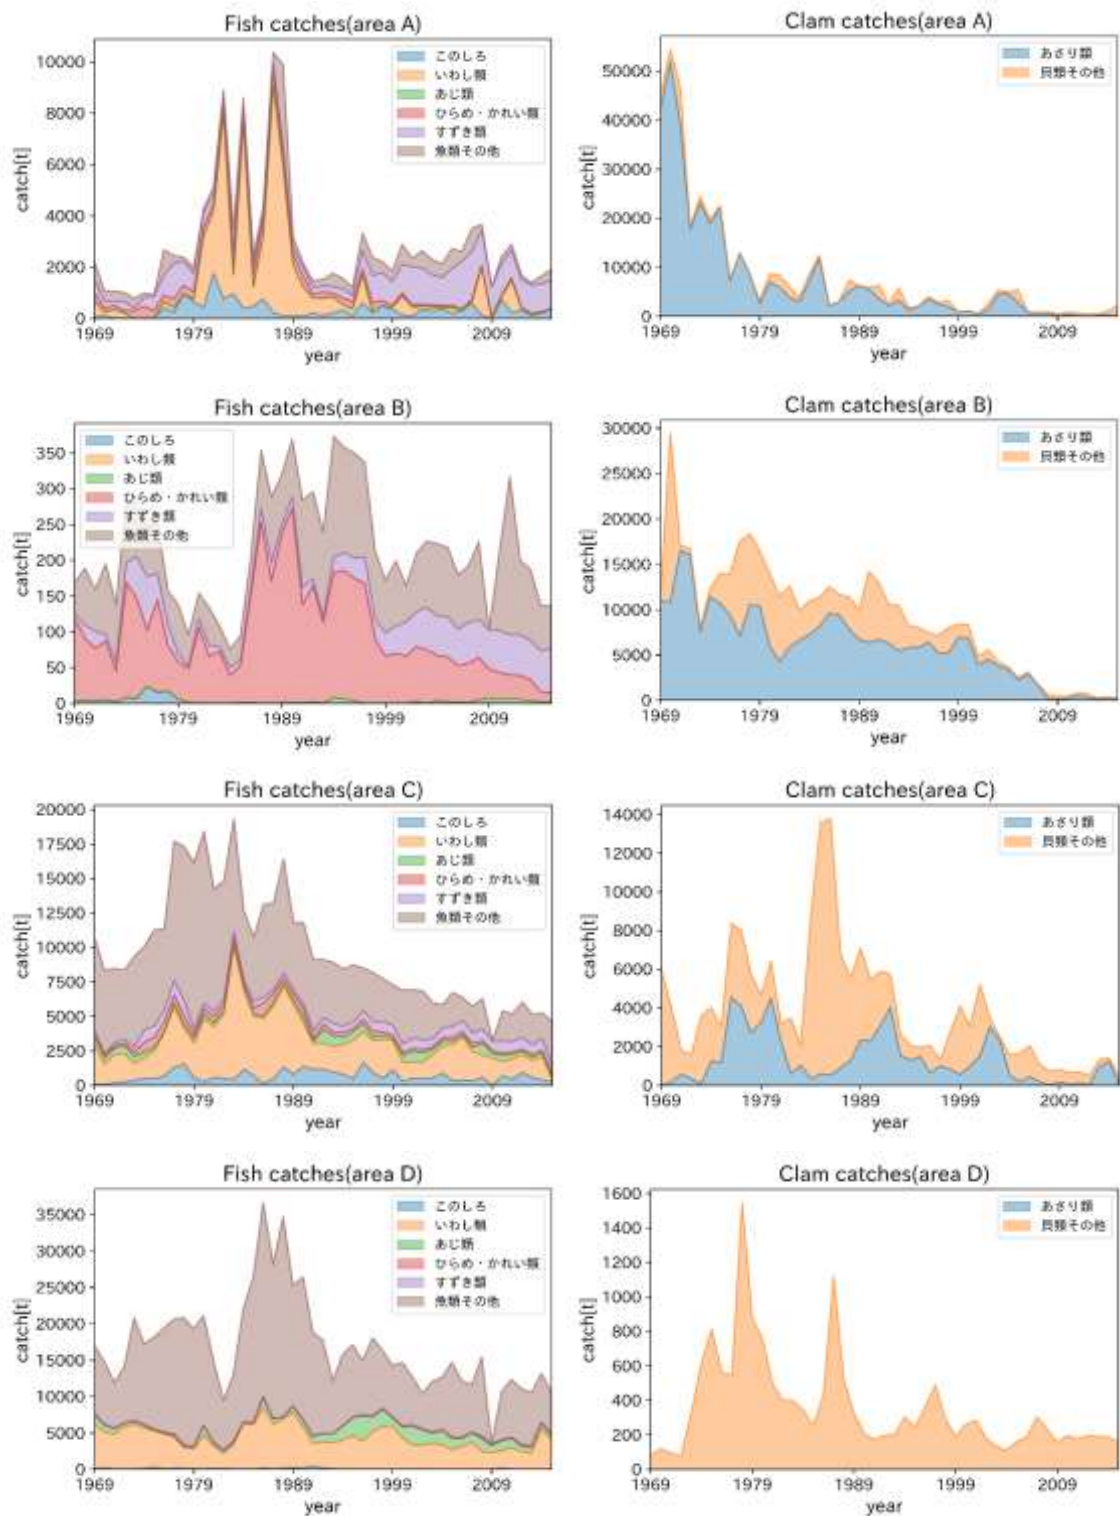 Fish catches(area A)
catch[t]
10000
8000
6000
4000
2000
0
1969
1979
1989
1999
2009
year
このしろ
いわし類
あじ類
ひらめ・かれい類
すずき類
魚類その他
Clam catches(area A)
catch[t]
50000
40000
30000
20000
10000
0
1969
1979
1989
1999
2009
year
あさり類
貝類その他
Fish catches(area B)
catch[t]
350
300
250
200
150
100
50
0
1969
1979
1989
1999
2009
year
このしろ
いわし類
あじ類
ひらめ・かれい類
すずき類
魚類その他
Clam catches(area B)
catch[t]
30000
25000
20000
15000
10000
5000
0
1969
1979
1989
1999
2009
year
あさり類
貝類その他
Fish catches(area C)
catch[t]
20000
17500
15000
12500
10000
7500
5000
2500
0
1969
1979
1989
1999
2009
year
このしろ
いわし類
あじ類
ひらめ・かれい類
すずき類
魚類その他
Clam catches(area C)
catch[t]
14000
12000
10000
8000
6000
4000
2000
0
1969
1979
1989
1999
2009
year
あさり類
貝類その他
Fish catches(area D)
catch[t]
35000
30000
25000
20000
15000
10000
5000
0
1969
1979
1989
1999
2009
year
このしろ
いわし類
あじ類
ひらめ・かれい類
すずき類
魚類その他
Clam catches(area D)
catch[t]
1600
1400
1200
1000
800
600
400
200
0
1969
1979
1989
1999
2009
year
あさり類
貝類その他